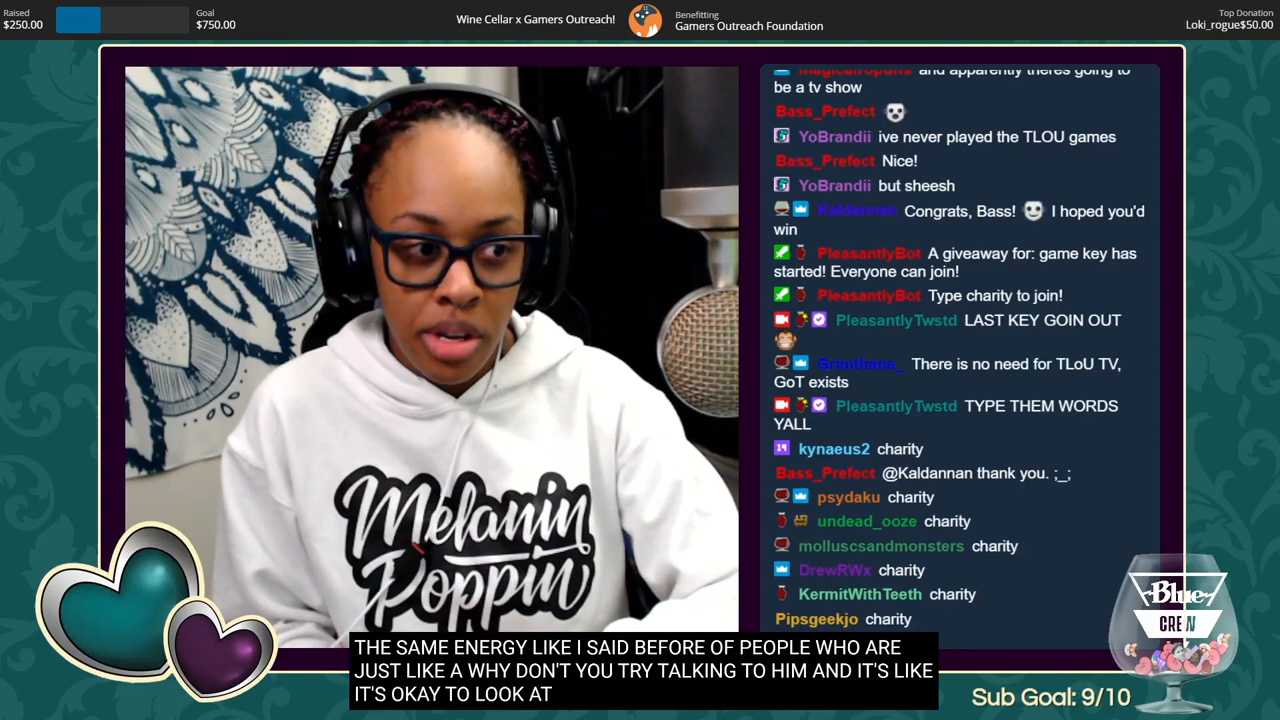 Raised
$250.00
Goal
$750.00
Wine Cellar x Gamers Outreach!
Benefitting
Gamers Outreach Foundation
Top Donation
Loki_rogue$50.00
magicalropuffs and apparently theres going to
be a tv show
Bass_Prefect
YoBrandii ive never played the TLOU games
Bass_Prefect Nice!
YoBrandii but sheesh
Kaldannan Congrats, Bass! I hoped you'd
win
PleasantlyBot A giveaway for: game key has
started! Everyone can join!
PleasantlyBot Type charity to join!
PleasantlyTwstd LAST KEY GOIN OUT
Grimthane_ There is no need for TLoU TV,
GoT exists
PleasantlyTwstd TYPE THEM WORDS
YALL
19 kynaeus2 charity
Bass_Prefect @Kaldannan thank you. ;_;
psydaku charity
undead_ooze charity
molluscsandmonsters charity
DrewRWx charity
KermitWithTeeth charity
Pipsgeekjo charity
Melanin
Poppin
THE SAME ENERGY LIKE I SAID BEFORE OF PEOPLE WHO ARE
JUST LIKE A WHY DON'T YOU TRY TALKING TO HIM AND IT'S LIKE
IT'S OKAY TO LOOK AT
Blue
CREW
Sub Goal: 9/10